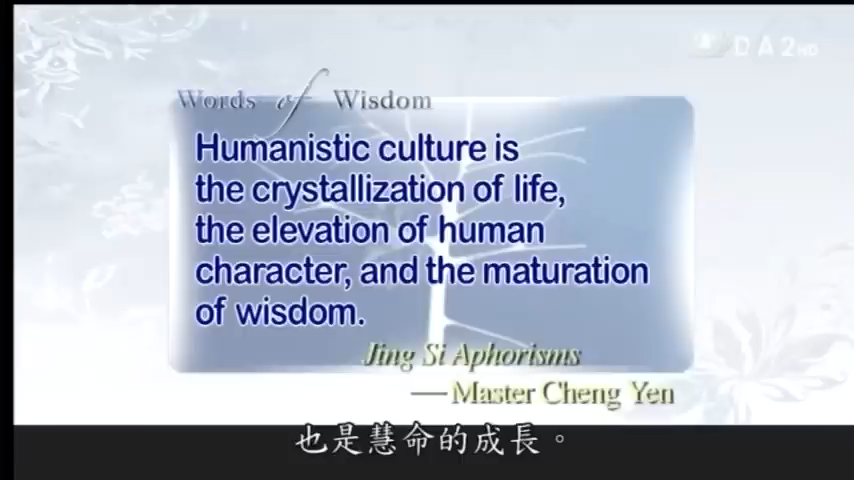 DA2HD
Words of Wisdom
Humanistic culture is
the crystallization of life,
the elevation of human
character, and the maturation
of wisdom.
Jing Si Aphorisms
—Master Cheng Yen
也是慧命的成長。